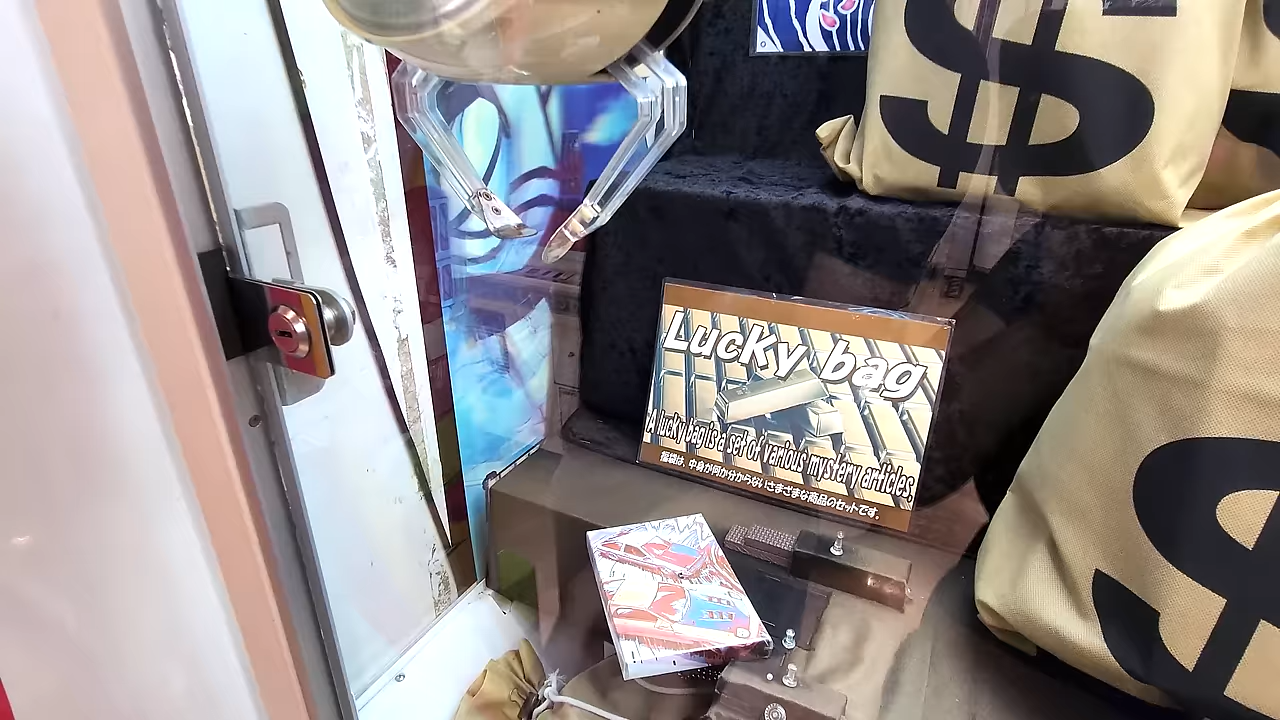 $
Lucky bag
A lucky bag is a set of various mystery articles.
福袋は、中身が何か分からないさまざまな商品のセットです。
$